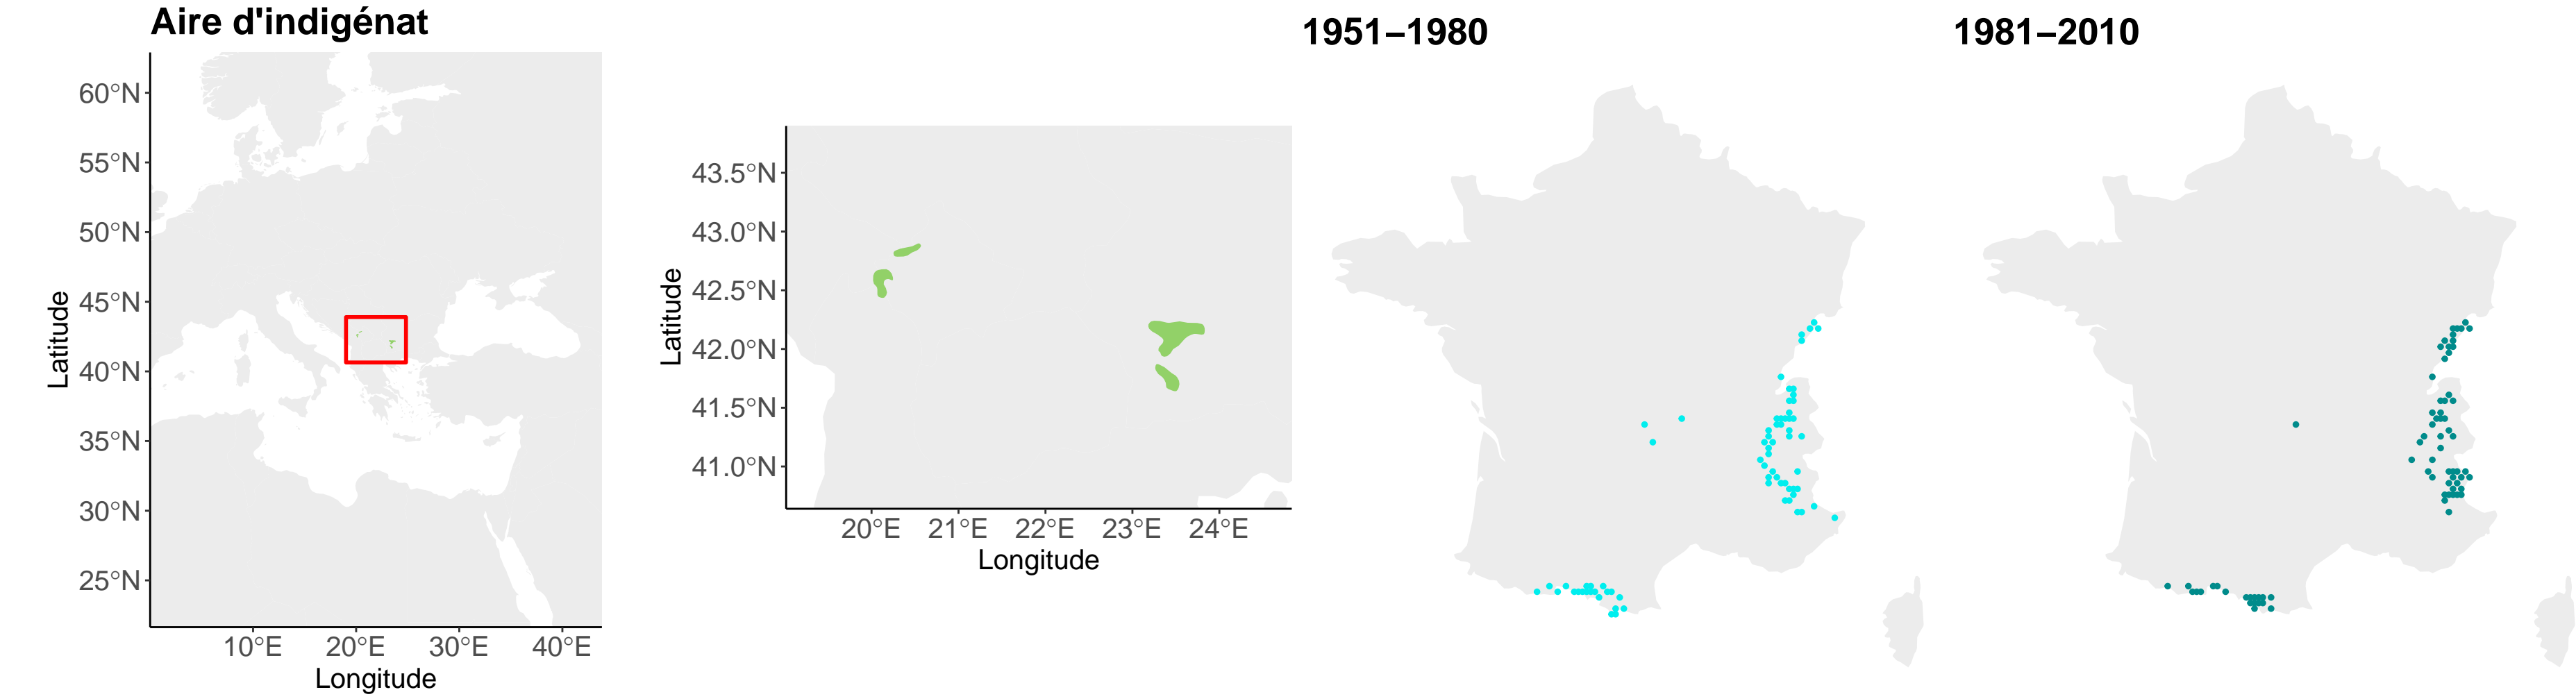 Aire d'indigénat
60°N
55°N
50°N
45°N
40°N
35°N
30°N
25°N
Latitude
10°E 20°E 30°E 40°E
Longitude
43.5°N
43.0°N
42.5°N
42.0°N
41.5°N
41.0°N
Latitude
20°E 21°E 22°E 23°E 24°E
Longitude
1951–1980
1981–2010